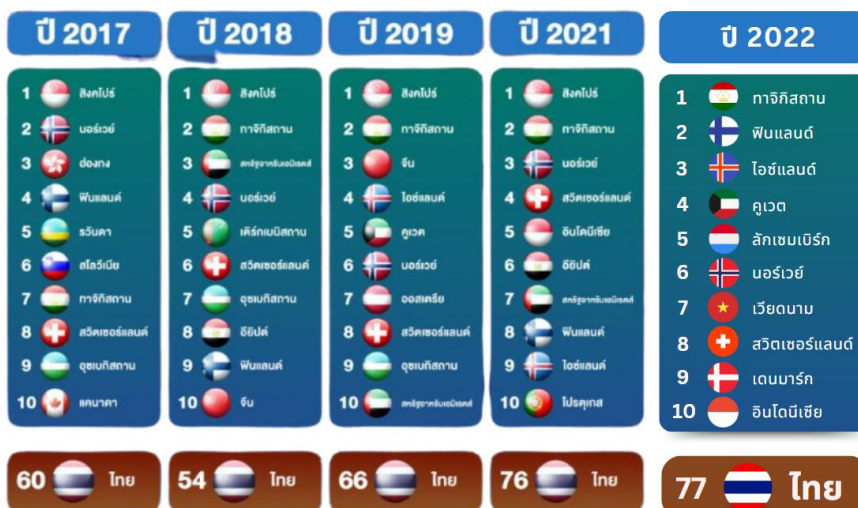 ปี 2017
1 สิงคโปร์
2 นอร์เวย์
3 ฮ่องกง
4 ฟินแลนด์
5 รวันดา
6 สโลวีเนีย
7 ทาจิกิสถาน
8 สวิตเซอร์แลนด์
9 อุซเบกิสถาน
10 แคนาดา
60 ไทย
ปี 2018
1 สิงคโปร์
2 ทาจิกิสถาน
3 สหรัฐอาหรับเอมิเรตส์
4 นอร์เวย์
5 เติร์กเมนิสถาน
6 สวิตเซอร์แลนด์
7 อุซเบกิสถาน
8 อียิปต์
9 ฟินแลนด์
10 จีน
54 ไทย
ปี 2019
1 สิงคโปร์
2 ทาจิกิสถาน
3 จีน
4 ไอซ์แลนด์
5 คูเวต
6 นอร์เวย์
7 ออสเตรีย
8 สวิตเซอร์แลนด์
9 อุซเบกิสถาน
10 สหรัฐอาหรับเอมิเรตส์
66 ไทย
ปี 2021
1 สิงคโปร์
2 ทาจิกิสถาน
3 นอร์เวย์
4 สวิตเซอร์แลนด์
5 อินโดนีเซีย
6 อียิปต์
7 สหรัฐอาหรับเอมิเรตส์
8 ฟินแลนด์
9 ไอซ์แลนด์
10 โปรตุเกส
76 ไทย
ปี 2022
1 ทาจิกิสถาน
2 ฟินแลนด์
3 ไอซ์แลนด์
4 คูเวต
5 ลักเซมเบิร์ก
6 นอร์เวย์
7 เวียดนาม
8 สวิตเซอร์แลนด์
9 เดนมาร์ก
10 อินโดนีเซีย
77 ไทย